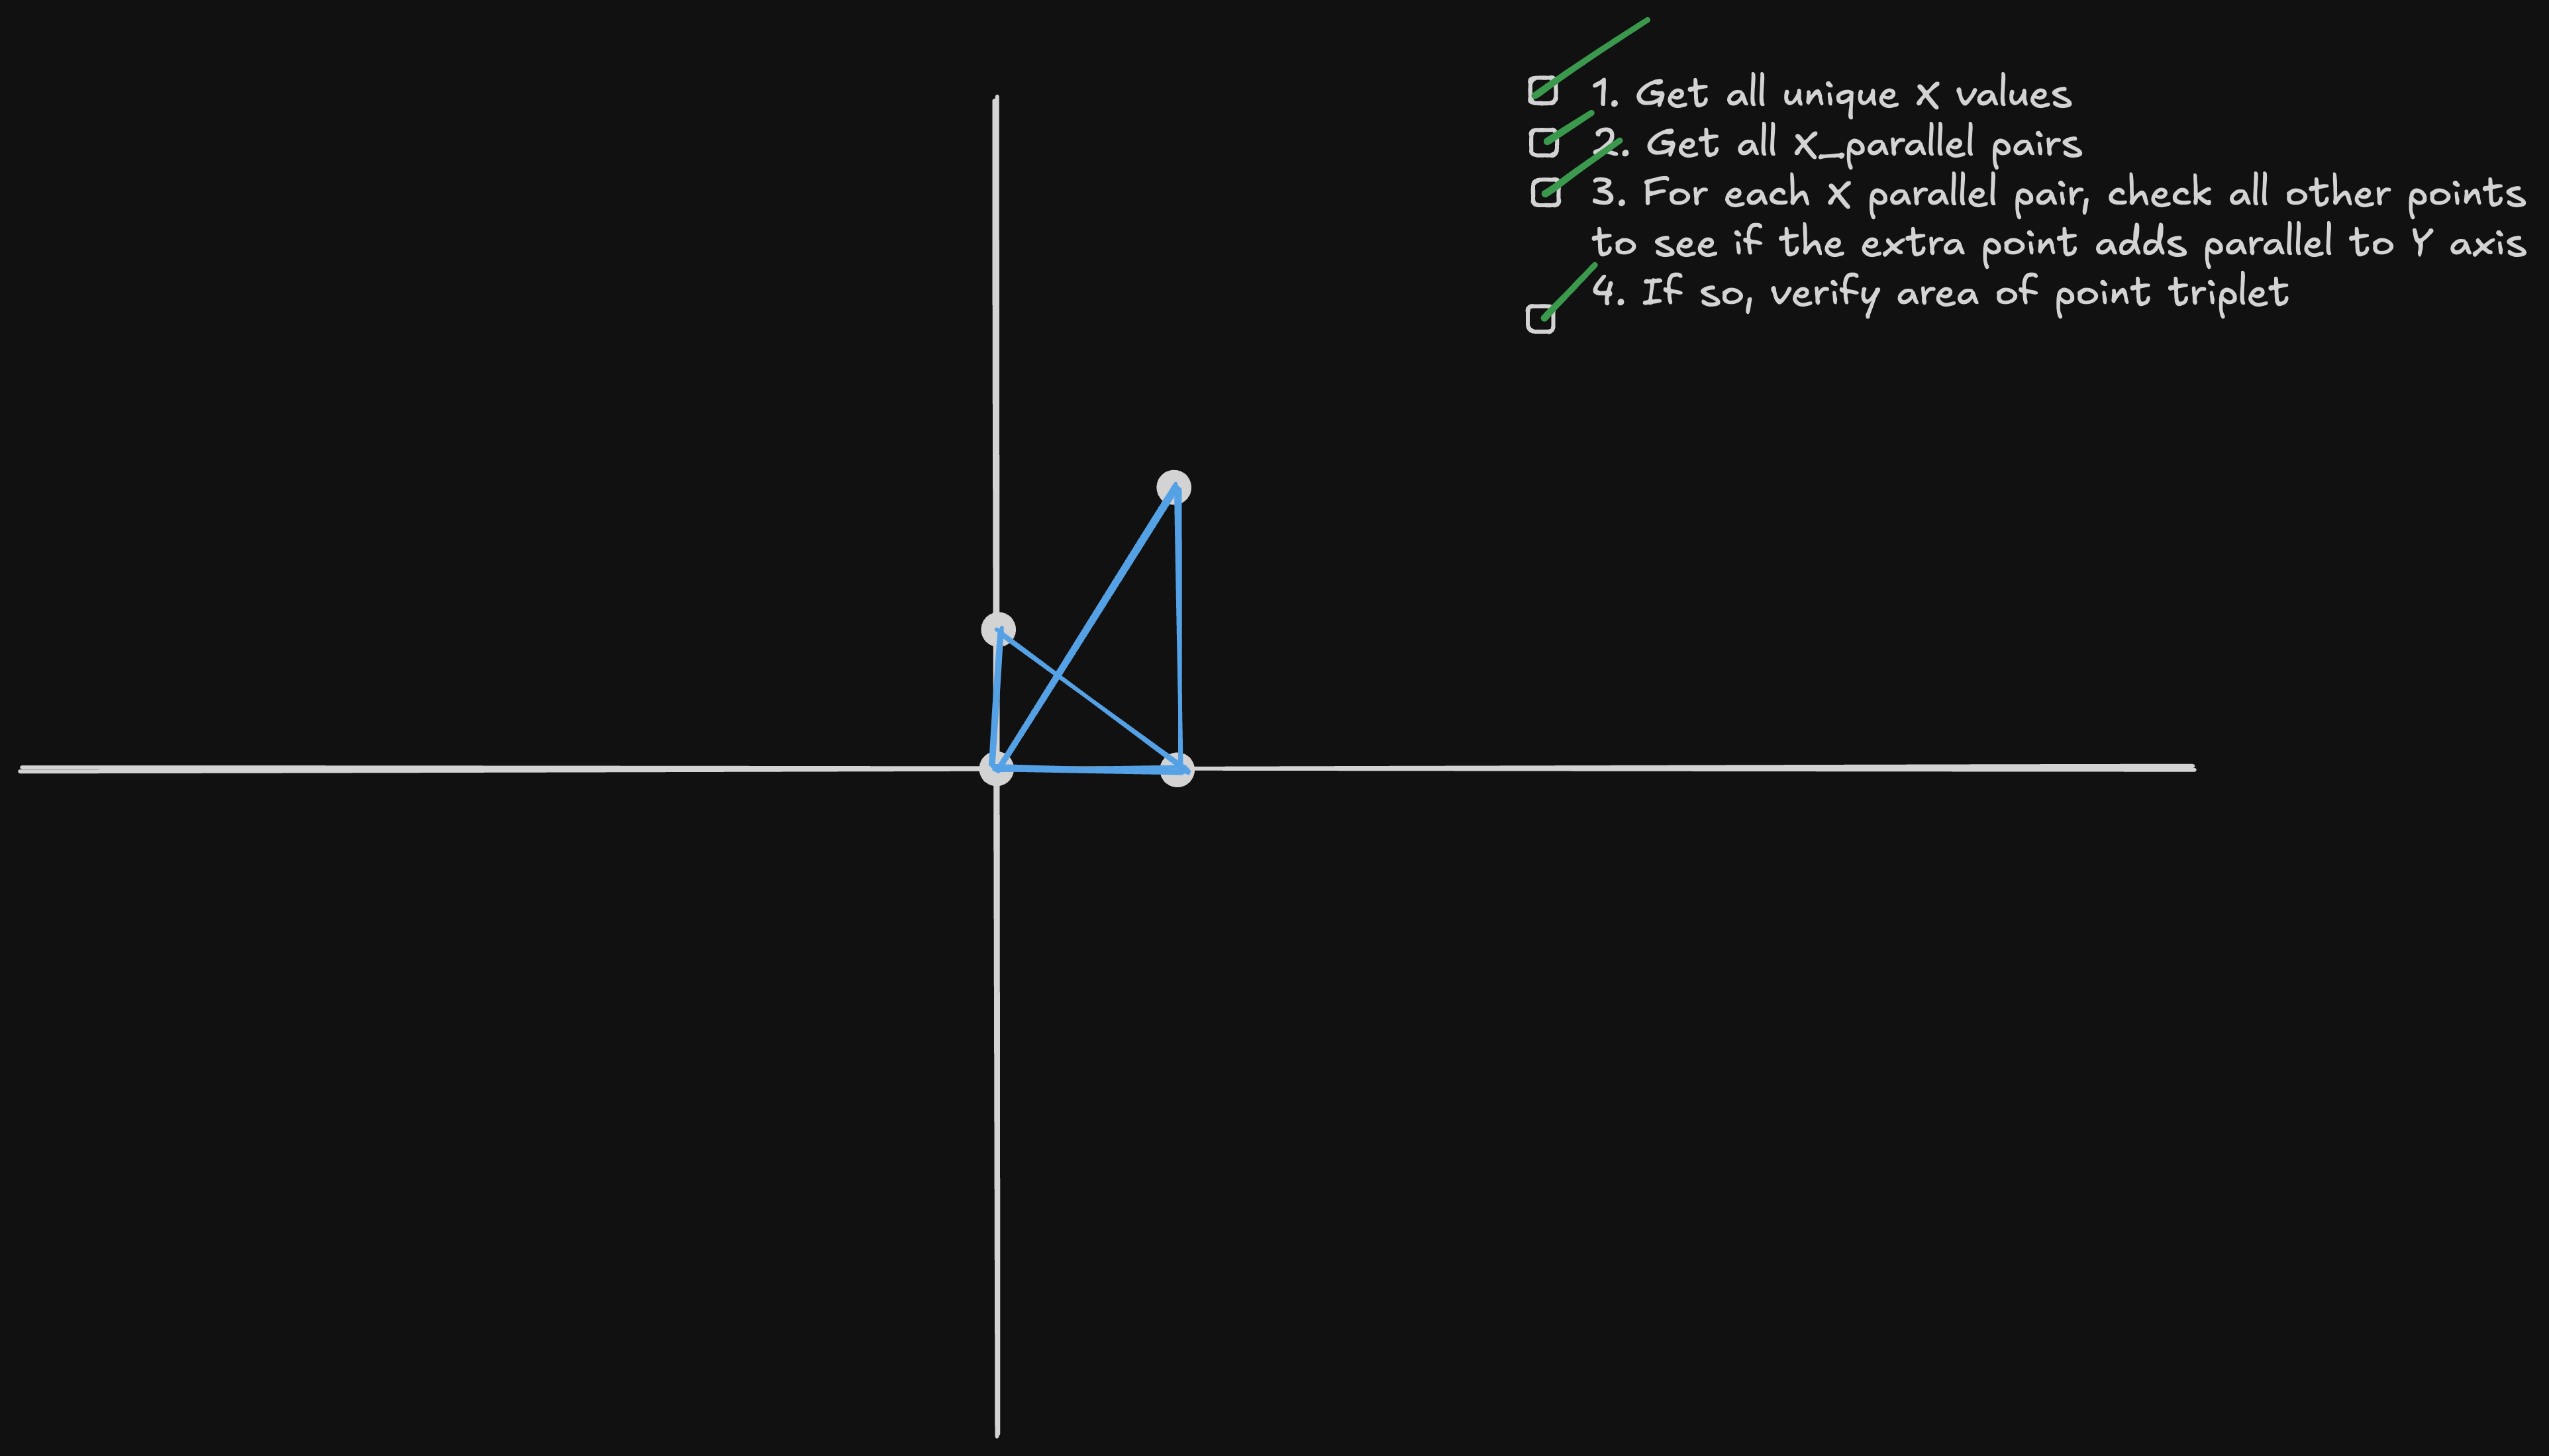 1. Get all unique X values
2. Get all X_parallel pairs
3. For each X parallel pair, check all other points
to see if the extra point adds parallel to Y axis
4. If so, verify area of point triplet